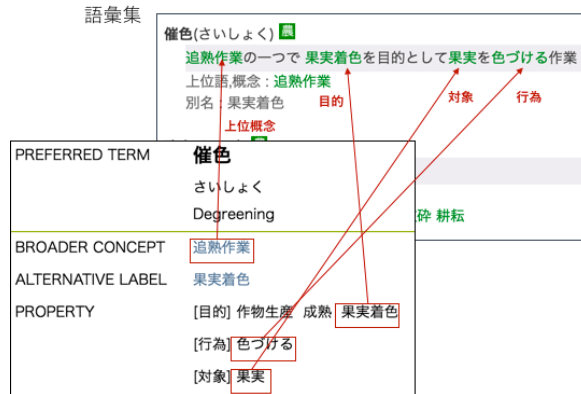 語彙集
催色(さいしょく) 農
追熟作業の一つで 果実着色を目的として果実を色づける作業
上位語,概念 : 追熟作業
別名 : 果実着色
目的
対象
行為
上位概念
砕 耕耘
PREFERRED TERM 催色
さいしょく
Degreening
BROADER CONCEPT 追熟作業
ALTERNATIVE LABEL 果実着色
PROPERTY [目的] 作物生産 成熟 果実着色
[行為] 色づける
[対象] 果実